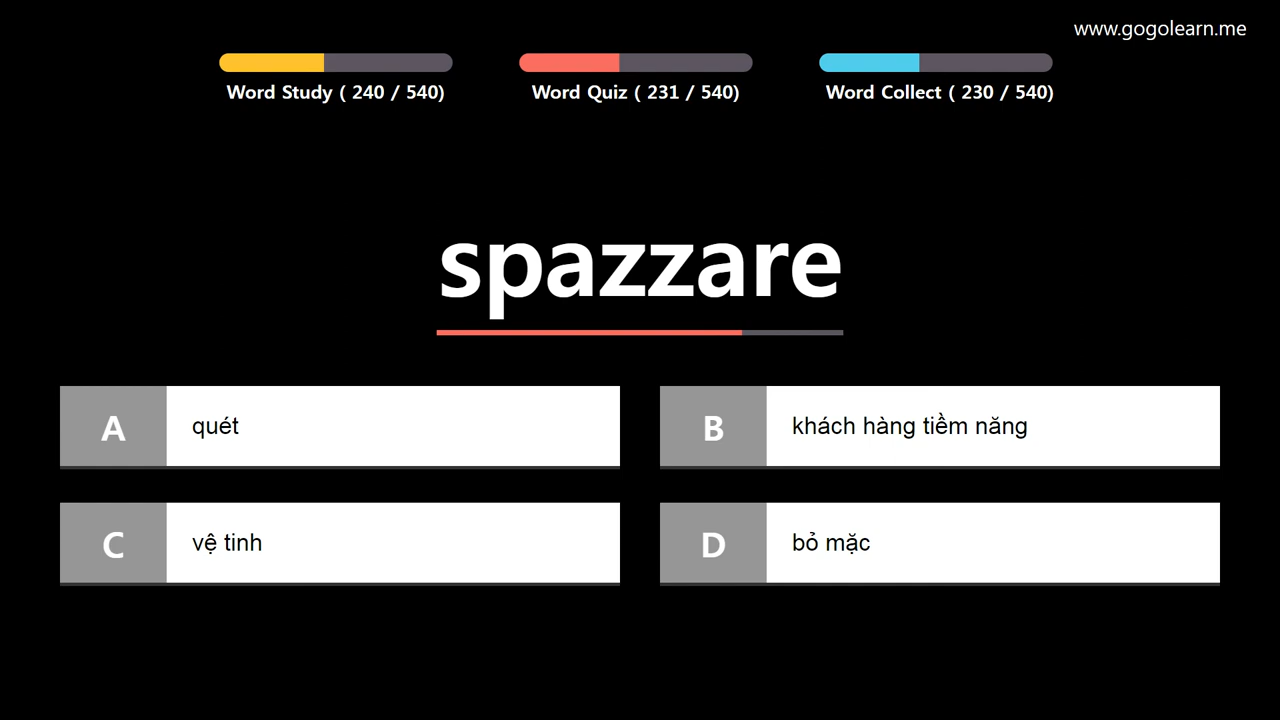 www.gogolearn.me
Word Study ( 240 / 540)
Word Quiz ( 231 / 540)
Word Collect ( 230 / 540)
spazzare
A
quét
B
khách hàng tiềm năng
C
vệ tinh
D
bỏ mặc